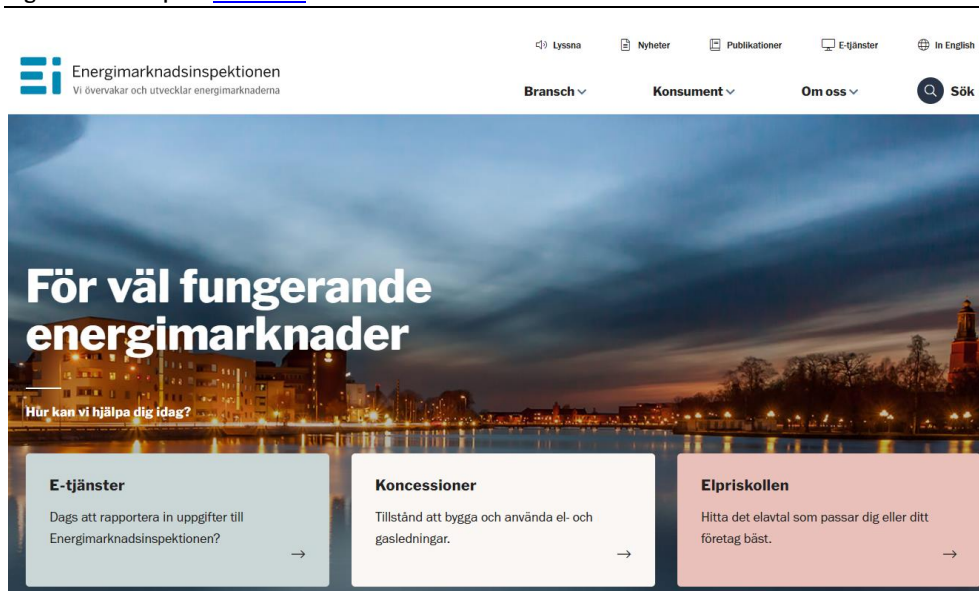 Lyssna Nyheter Publikationer E-tjänster In English
Ei Energimarknadsinspektionen
Vi övervakar och utvecklar energimarknaderna
Bransch Konsument Om oss Sök
För väl fungerande
energimarknader
Hur kan vi hjälpa dig idag?
E-tjänster
Dags att rapportera in uppgifter till
Energimarknadsinspektionen?
Koncessioner
Tillstånd att bygga och använda el- och
gasledningar.
Elpriskollen
Hitta det elavtal som passar dig eller ditt
företag bäst.